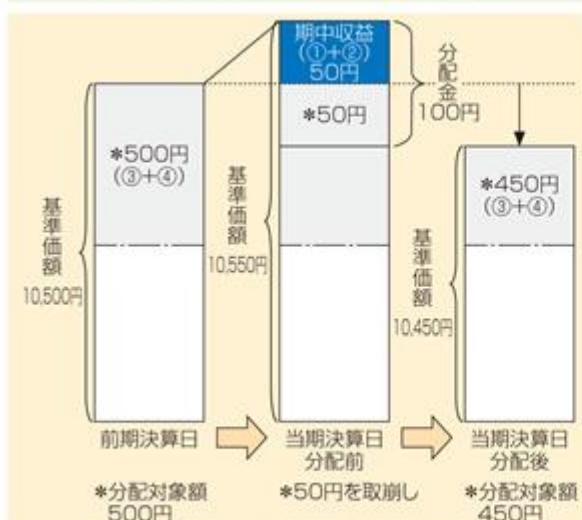 期中収益
(①+②)
50円
*50円
分配金
100円
*500円
(③+④)
基準価額
10,500円
基準価額
10,550円
*450円
(③+④)
基準価額
10,450円
前期決算日
当期決算日
分配前
当期決算日
分配後
*分配対象額
500円
*50円を取崩し
*分配対象額
450円